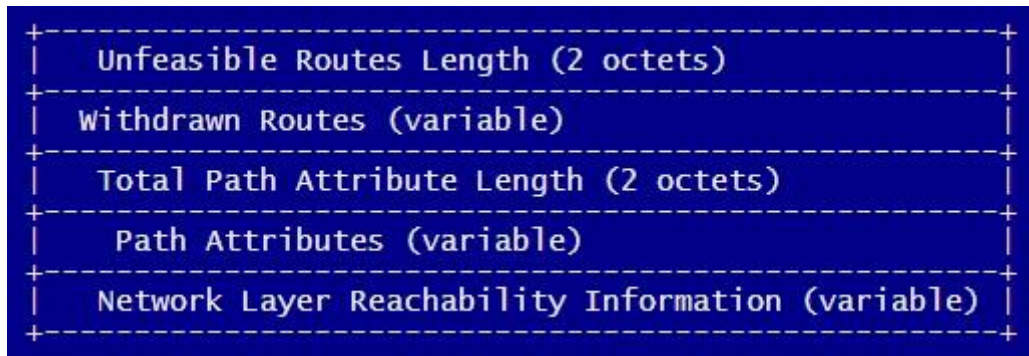 Unfeasible Routes Length (2 octets)
Withdrawn Routes (variable)
Total Path Attribute Length (2 octets)
Path Attributes (variable)
Network Layer Reachability Information (variable)